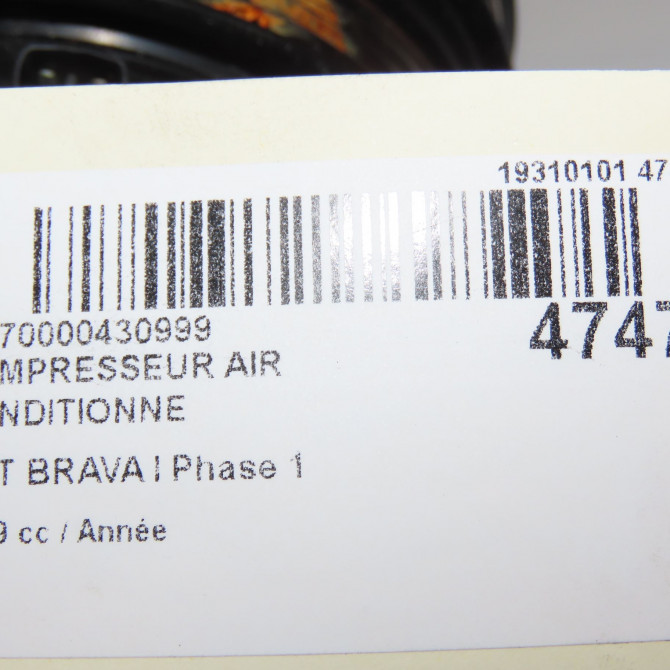 19310101 47
70000430999
4747
MPRESSEUR AIR
NDITIONNE
T BRAVA I Phase 1
9 cc / Année